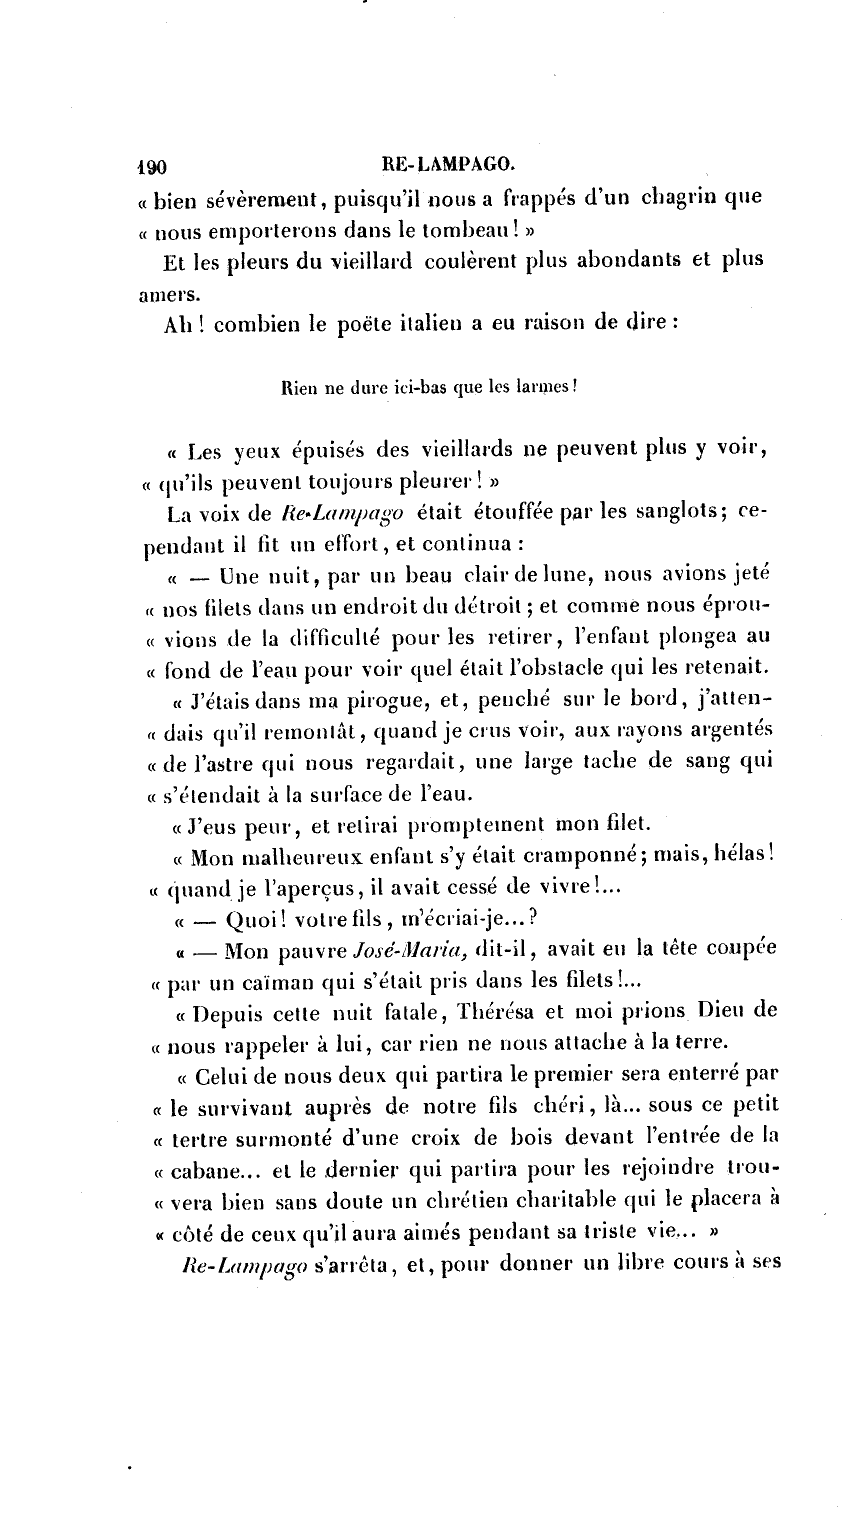 190 RE-LAMPAGO.
« bien sévèrement, puisqu'il nous a frappés d'un chagrin que
« nous emporterons dans le tombeau ! »
Et les pleurs du vieillard coulèrent plus abondants et plus
amers.
Ah ! combien le poëte italien a eu raison de dire :
Rien ne dure ici-bas que les larmes !
« Les yeux épuisés des vieillards ne peuvent plus y voir,
« qu'ils peuvent toujours pleurer ! »
La voix de Re-Lampago était étouffée par les sanglots; ce-
pendant il fit un effort, et continua :
« — Une nuit, par un beau clair de lune, nous avions jeté
« nos filets dans un endroit du détroit ; et comme nous éprou-
« vions de la difficulté pour les retirer, l'enfant plongea au
« fond de l'eau pour voir quel était l'obstacle qui les retenait.
« J'étais dans ma pirogue, et, penché sur le bord, j'atten-
« dais qu'il remontât, quand je crus voir, aux rayons argentés
« de l'astre qui nous regardait, une large tache de sang qui
« s'étendait à la surface de l'eau.
« J'eus peur, et retirai promptement mon filet.
« Mon malheureux enfant s'y était cramponné; mais, hélas!
« quand je l'aperçus, il avait cessé de vivre!...
« — Quoi! votre fils, m'écriai-je...?
« — Mon pauvre José-Maria, dit-il, avait eu la tête coupée
« par un caïman qui s'était pris dans les filets!...
« Depuis cette nuit fatale, Thérésa et moi prions Dieu de
« nous rappeler à lui, car rien ne nous attache à la terre.
« Celui de nous deux qui partira le premier sera enterré par
« le survivant auprès de notre fils chéri, là... sous ce petit
« tertre surmonté d'une croix de bois devant l'entrée de la
« cabane... et le dernier qui partira pour les rejoindre trou-
« vera bien sans doute un chrétien charitable qui le placera à
« côté de ceux qu'il aura aimés pendant sa triste vie... »
Re-Lampago s'arrêta, et, pour donner un libre cours à ses